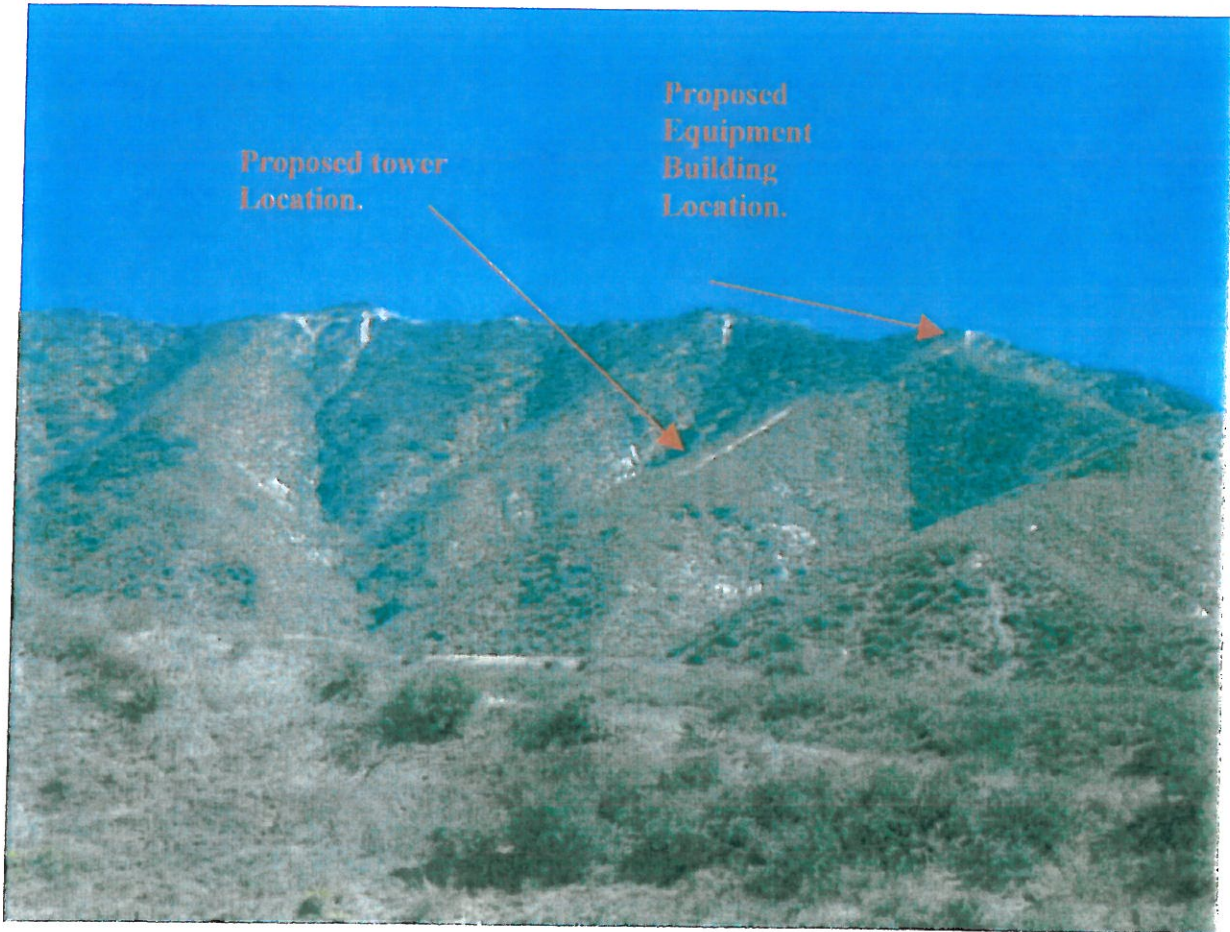 Proposed tower
Location.
Proposed
Equipment
Building
Location.